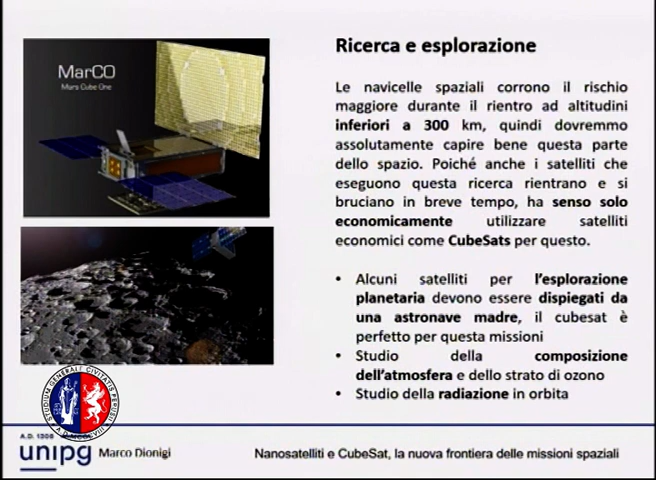 MarCO
Mars Cube One
Ricerca e esplorazione
Le navicelle spaziali corrono il rischio
maggiore durante il rientro ad altitudini
inferiori a 300 km, quindi dovremmo
assolutamente capire bene questa parte
dello spazio. Poiché anche i satelliti che
eseguono questa ricerca rientrano e si
bruciano in breve tempo, ha senso solo
economicamente utilizzare satelliti
economici come CubeSats per questo.
• Alcuni satelliti per l'esplorazione
planetaria devono essere dispiegati da
una astronave madre, il cubesat è
perfetto per questa missioni
• Studio della composizione
dell'atmosfera e dello strato di ozono
• Studio della radiazione in orbita
STUDIUM GENERALE CIVITATIS PERUSII
A.D. MCCCVIII
A.D. 1308
unipg
Marco Dionigi
Nanosatelliti e CubeSat, la nuova frontiera delle missioni spaziali